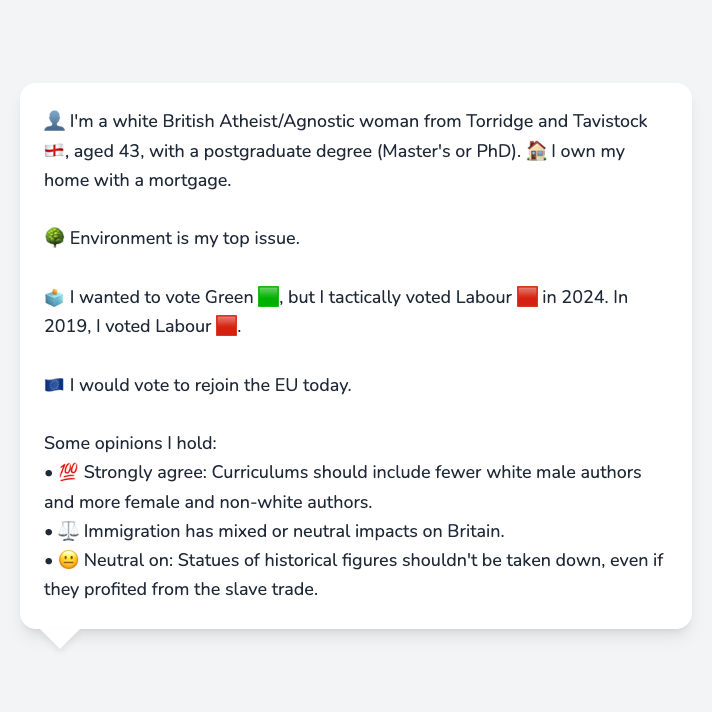 👤 I'm a white British Atheist/Agnostic woman from Torridge and Tavistock
🏴󠁧󠁢󠁥󠁮󠁧󠁿, aged 43, with a postgraduate degree (Master's or PhD). 🏠 I own my
home with a mortgage.
🌳 Environment is my top issue.
🗳️ I wanted to vote Green 🟩, but I tactically voted Labour 🟥 in 2024. In
2019, I voted Labour 🟥.
🇪🇺 I would vote to rejoin the EU today.
Some opinions I hold:
• 💯 Strongly agree: Curriculums should include fewer white male authors
and more female and non-white authors.
• ⚖️ Immigration has mixed or neutral impacts on Britain.
• 😐 Neutral on: Statues of historical figures shouldn't be taken down, even if
they profited from the slave trade.